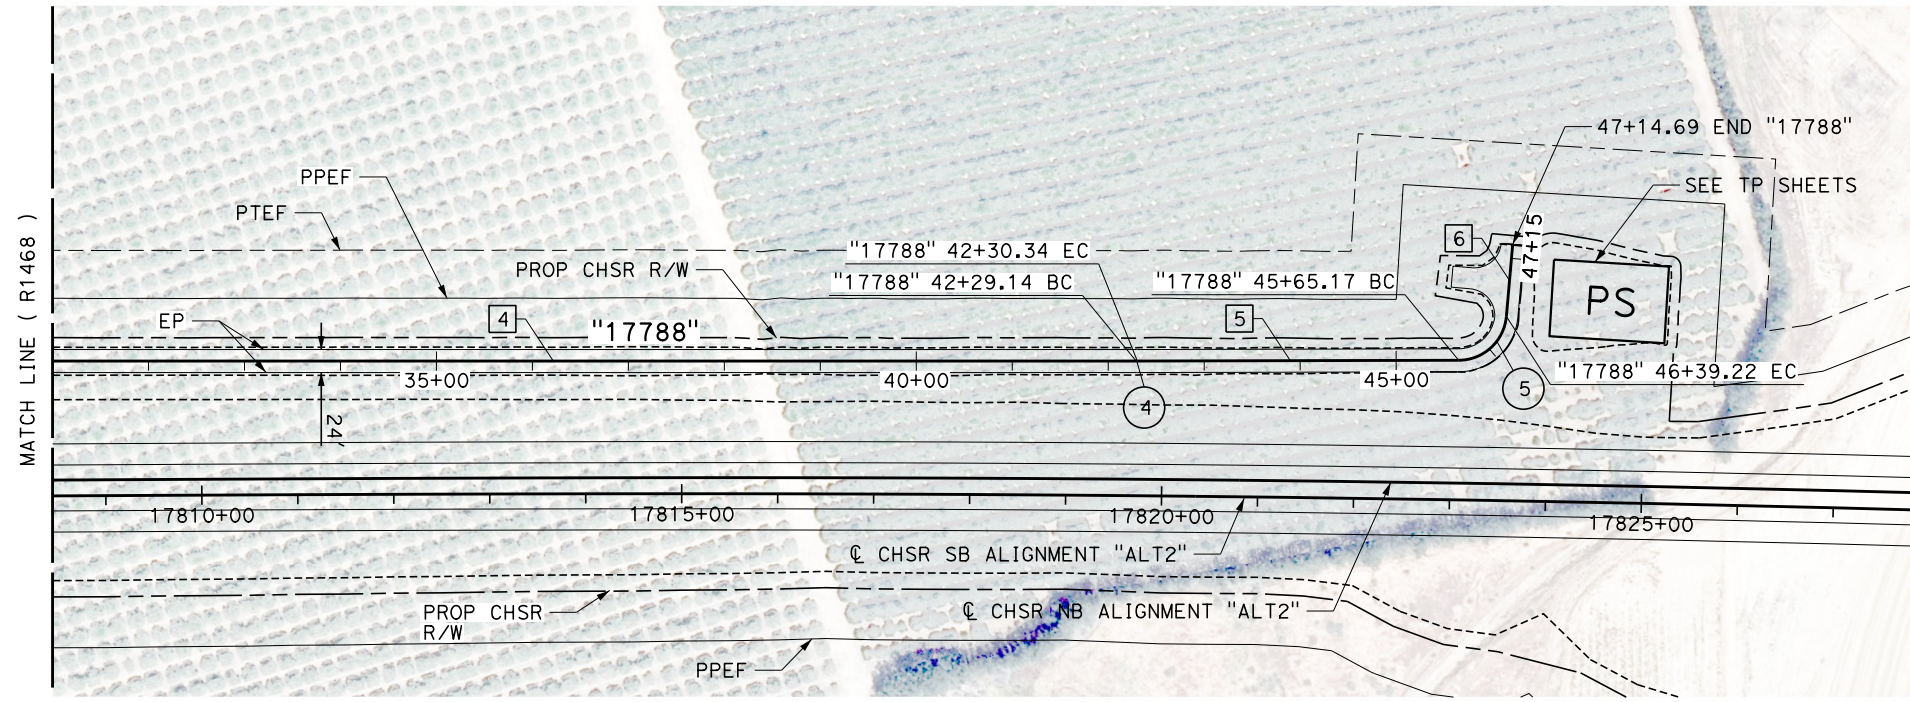 47+14.69 END "17788"
SEE TP SHEETS
PPEF
PTEF
MATCH LINE ( R1468 )
6
47+15
"17788" 42+30.34 EC
PROP CHSR R/W
"17788" 42+29.14 BC
"17788" 45+65.17 BC
PS
EP
4
"17788"
5
35+00
40+00
45+00
"17788" 46+39.22 EC
4
5
24'
17810+00
17815+00
17820+00
17825+00
℄ CHSR SB ALIGNMENT "ALT2"
PROP CHSR
R/W
℄ CHSR NB ALIGNMENT "ALT2"
PPEF